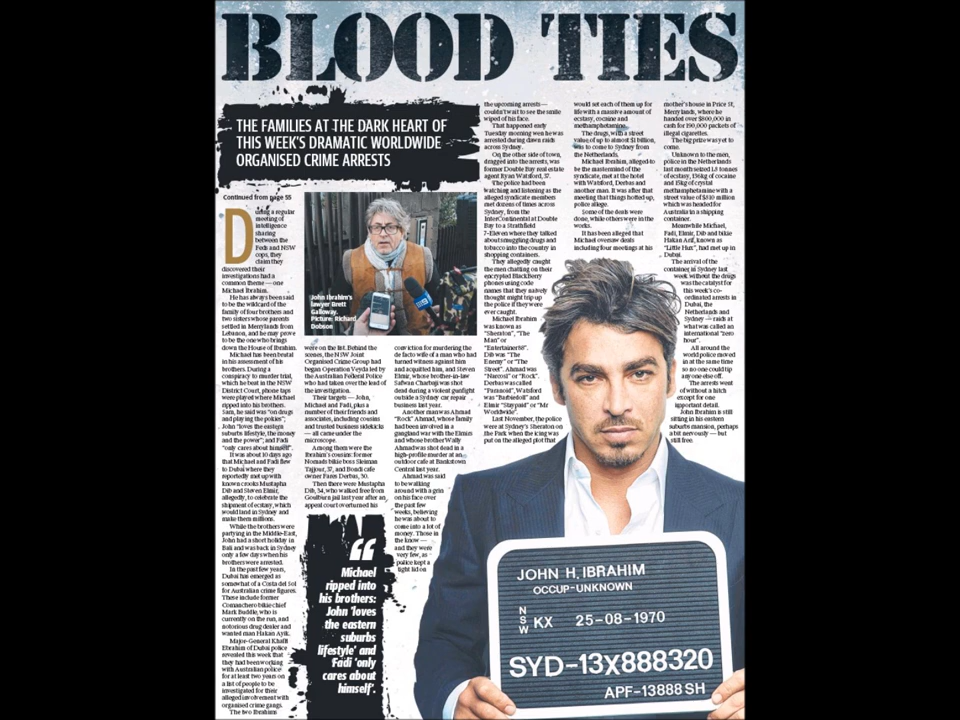 BLOOD TIES
THE FAMILIES AT THE DARK HEART OF
THIS WEEK'S DRAMATIC WORLDWIDE
ORGANISED CRIME ARRESTS
Continued from page 55
During a regular
meeting of
intelligence
sharing
between the
Feds and NSW
cops, they
claim they
discovered their
investigations had a
common theme — one
Michael Ibrahim.
He has always been said
to be the wildcard of the
family of four brothers and
two sisters whose parents
settled in Merrylands from
Lebanon, and he may prove
to be the one who brings
down the House of Ibrahim.
Michael has been brutal
in his assessment of his
brothers. During a
conspiracy to murder trial,
which he beat in the NSW
District Court, phone taps
were played where Michael
ripped into his brothers.
Sam, he said, was "on drugs
and playing the pokies";
John "loves the eastern
suburbs lifestyle, the money
and the power"; and Fadi
"only cares about himself".
It was about 10 days ago
that Michael and Fadi flew
to Dubai where they
reportedly met up with
known crooks Mustapha
Dib and Steven Elmir,
allegedly, to celebrate the
shipment of ecstasy, which
would land in Sydney and
make them millions.
While the brothers were
partying in the Middle-East,
John had a short holiday in
Bali and was back in Sydney
only a few days when his
brothers were arrested.
In the past few years,
Dubai has emerged as
somewhat of a Costa del Sol
for Australian crime figures.
These include former
Comanchero bikie chief
Mark Buddle, who is
currently on the run, and
notorious drug dealer and
wanted man Hakan Ayik.
Major-General Khalil
Ebrahim of Dubai police
revealed this week that
they had been working
with Australian police
for at least two years on
a list of people to be
investigated for their
alleged involvement with
organised crime gangs.
The two Ibrahims
John Ibrahim's
lawyer Brett
Galloway.
Picture: Richard
Dobson
were on the list. Behind the
scenes, the NSW Joint
Organised Crime Group had
began Operation Veyda led by
the Australian Federal Police
who had taken over the lead of
the investigation.
Their targets — John,
Michael and Fadi, plus a
number of their friends and
associates, including cousins
and trusted business sidekicks
— all came under the
microscope.
Among them were the
Ibrahim's cousins: former
Nomads bikie boss Sleiman
Tajjour, 37, and Bondi cafe
owner Fares Derbas, 30.
Then there were Mustapha
Dib, 34, who walked free from
Goulburn jail last year after an
appeal court overturned his
“
Michael
ripped into
his brothers:
John 'loves
the eastern
suburbs
lifestyle' and
Fadi 'only
cares about
himself'.
conviction for murdering the
de facto wife of a man who had
turned witness against him
and acquitted him, and Steven
Elmir, whose brother-in-law
Safwan Charbaji was shot
dead during a violent gunfight
outside a Sydney car repair
business last year.
Another man was Ahmad
"Rock" Ahmad, whose family
had been involved in a
gangland war with the Elmirs
and whose brother Wally
Ahmad was shot dead in a
high-profile murder at an
outdoor cafe at Bankstown
Central last year.
Ahmad was said
to be walking
around with a grin
on his face over
the past few
weeks, believing
he was about to
come into a lot of
money. Those in
the know —
and they were
very few, as
police kept a
tight lid on
the upcoming arrests —
couldn't wait to see the smile
wiped of his face.
That happened early
Tuesday morning wen he was
arrested during dawn raids
across Sydney.
On the other side of town,
dragged into the arrests, was
former Double Bay real estate
agent Ryan Watsford, 37.
The police had been
watching and listening as the
alleged syndicate members
met dozens of times across
Sydney, from the
InterContinental at Double
Bay to a Strathfield
7-Eleven where they talked
about smuggling drugs and
tobacco into the country in
shopping containers.
They allegedly caught
the men chatting on their
encrypted BlackBerry
phones using code
names that they naively
thought might trip up
the police if they were
ever caught.
Michael Ibrahim
was known as
"Sheraton", "The
Man" or
"Entertainer88".
Dib was "The
Enemy" or "The
Street". Ahmad was
"Narcosi" or "Rock".
Derbas was called
"Paranoid", Watsford
was "Barbiedoll" and
Elmir "Staypaid" or "Mr
Worldwide".
Last November, the police
were at Sydney's Sheraton on
the Park when the icing was
put on the alleged plot that
would set each of them up for
life with a massive amount of
ecstasy, cocaine and
methamphetamine.
The drugs, with a street
value of up to almost $1 billion,
was to come to Sydney from
the Netherlands.
Michael Ibrahim, alleged to
be the mastermind of the
syndicate, met at the hotel
with Watsford, Derbas and
another man. It was after that
meeting that things hotted up,
police allege.
Some of the deals were
done, while others were in the
works.
It has been alleged that
Michael oversaw deals
including four meetings at his
mother's house in Price St,
Merrylands, where he
handed over $800,000 in
cash for 190,000 packets of
illegal cigarettes.
The big prize was yet to
come.
Unknown to the men,
police in the Netherlands
last month seized 1.8 tonnes
of ecstasy, 136kg of cocaine
and 15kg of crystal
methamphetamine with a
street value of $810 million
which was headed for
Australia in a shipping
container.
Meanwhile Michael,
Fadi, Elmir, Dib and bikie
Hakan Arif, known as
"Little Huk", had met up in
Dubai.
The arrival of the
container in Sydney last
week without the drugs
was the catalyst for
this week's co-
ordinated arrests in
Dubai, the
Netherlands and
Sydney — raids at
what was called an
international "zero
hour".
All around the
world police moved
in at the same time
so no one could tip
anyone else off.
The arrests went
of without a hitch
except for one
important detail.
John Ibrahim is still
sitting in his eastern
suburbs mansion, perhaps
a bit nervously — but
still free.
JOHN H. IBRAHIM
OCCUP-UNKNOWN
NSW KX 25-08-1970
SYD-13X888320
APF-13888 SH